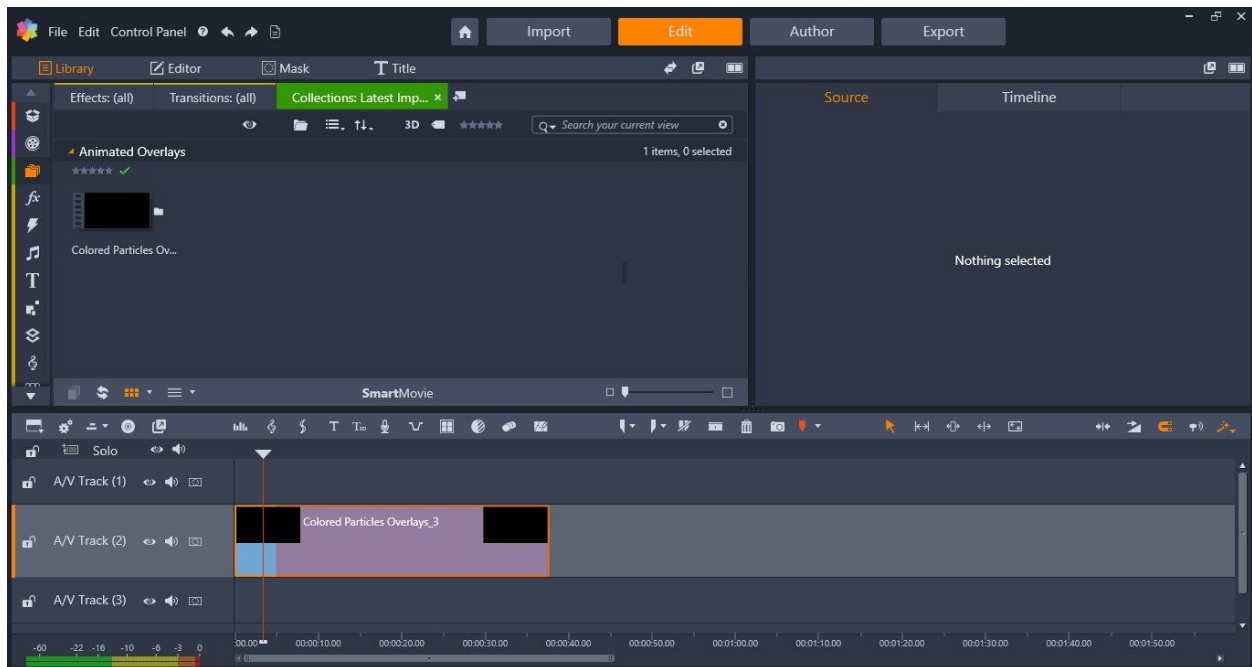 File Edit Control Panel
Import Edit Author Export
Library Editor Mask Title
Effects: (all) Transitions: (all) Collections: Latest Imp... ×
Source Timeline
3D Search your current view
Animated Overlays 1 items, 0 selected
Colored Particles Ov...
Nothing selected
SmartMovie
Solo
A/V Track (1)
A/V Track (2) Colored Particles Overlays_3
A/V Track (3)
-60 -22 -16 -10 -6 -3 0 :00.00 00:00:10.00 00:00:20.00 00:00:30.00 00:00:40.00 00:00:50.00 00:01:00.00 00:01:10.00 00:01:20.00 00:01:30.00 00:01:40.00 00:01:50.00